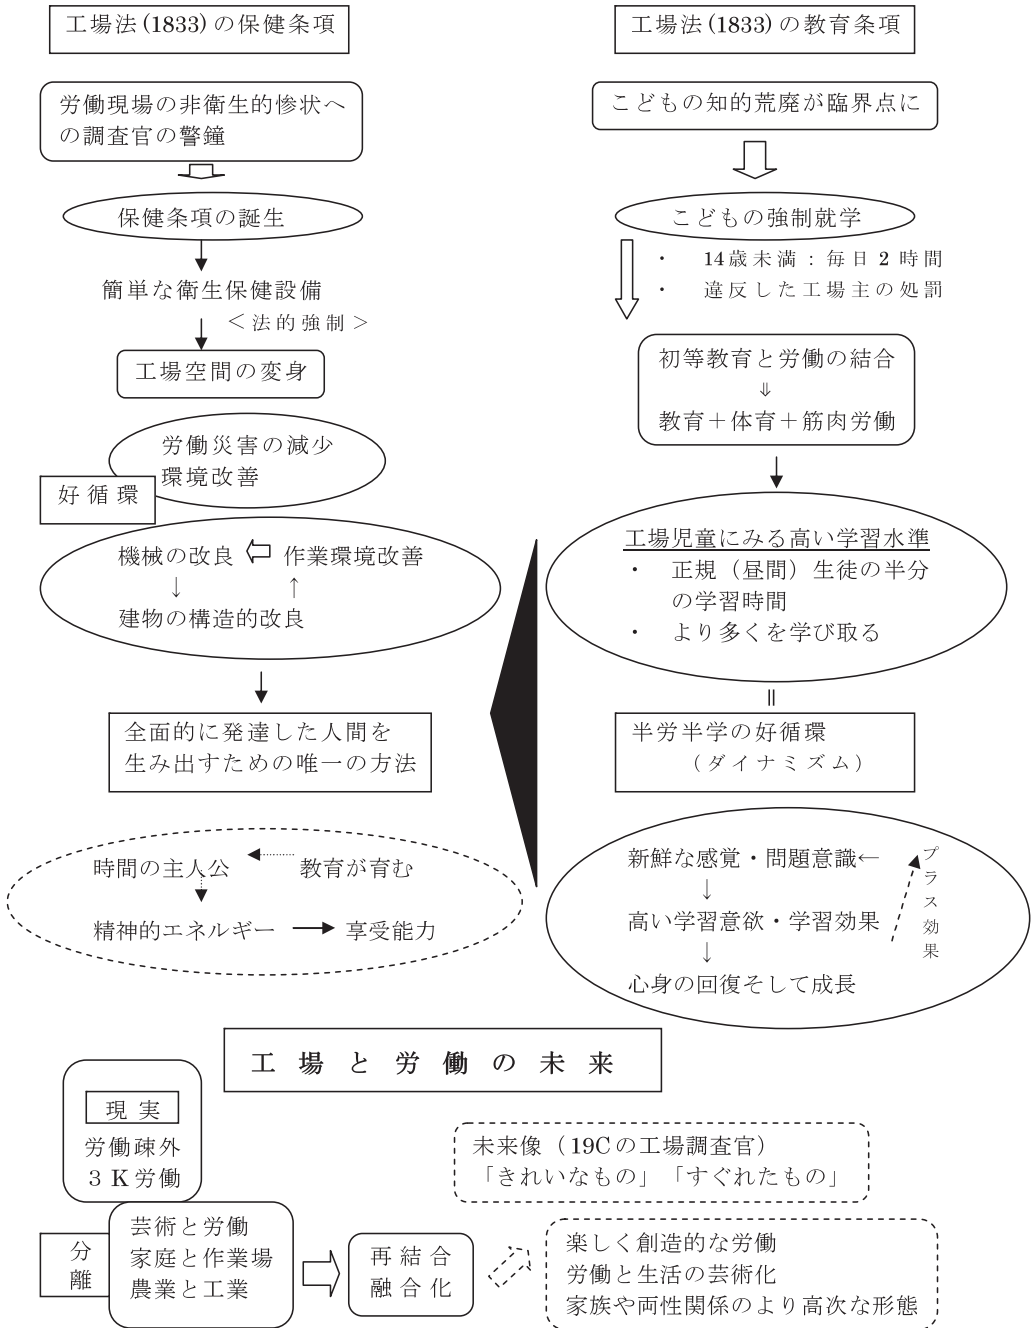 工場法(1833)の保健条項
労働現場の非衛生的惨状へ
の調査官の警鐘
保健条項の誕生
簡単な衛生保健設備
＜法的強制＞
工場空間の変身
労働災害の減少
環境改善
好循環
機械の改良 作業環境改善
↓ ↑
建物の構造的改良
全面的に発達した人間を
生み出すための唯一の方法
時間の主人公 教育が育む
精神的エネルギー 享受能力
工場法(1833)の教育条項
こどもの知的荒廃が臨界点に
こどもの強制就学
・ 14歳未満：毎日2時間
・ 違反した工場主の処罰
初等教育と労働の結合
⇓
教育＋体育＋筋肉労働
工場児童にみる高い学習水準
・ 正規（昼間）生徒の半分
の学習時間
・ より多くを学び取る
॥
半労半学の好循環
（ダイナミズム）
新鮮な感覚・問題意識←
↓
高い学習意欲・学習効果
↓
心身の回復そして成長
プラス効果
工場と労働の未来
現実
労働疎外
３K労働
分離
芸術と労働
家庭と作業場
農業と工業
再結合
融合化
未来像（19Cの工場調査官）
「きれいなもの」「すぐれたもの」
楽しく創造的な労働
労働と生活の芸術化
家族や両性関係のより高次な形態